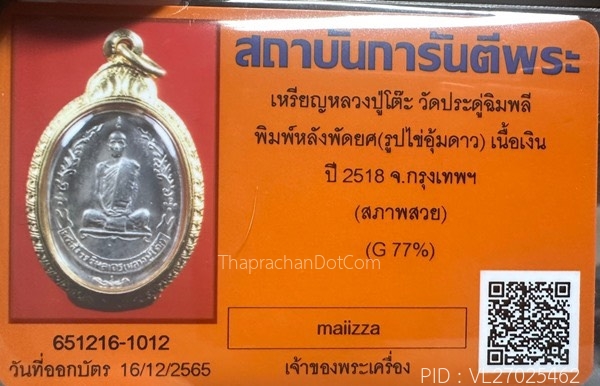 สถาบันการันตีพระ
เหรียญหลวงปู่โต๊ะ วัดประดู่ฉิมพลี
พิมพ์หลังพัดยศ(รูปไข่อุ้มดาว) เนื้อเงิน
ปี 2518 จ.กรุงเทพฯ
(สภาพสวย)
(G 77%)
ThaprachanDotCom
maiizza
เจ้าของพระเครื่อง
651216-1012
วันที่ออกบัตร 16/12/2565
PID : VL27025462